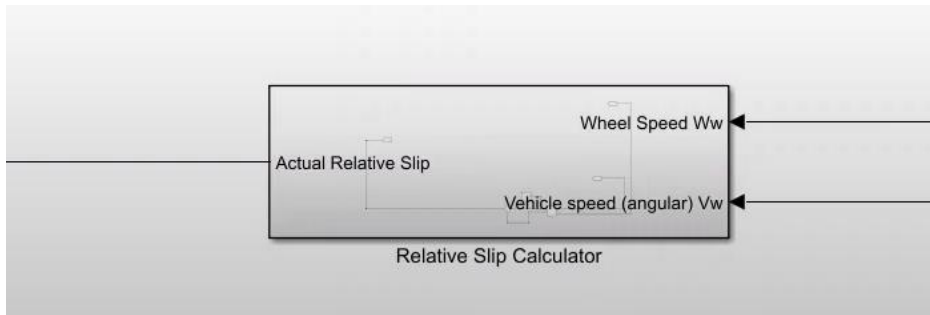 Wheel Speed Ww
Actual Relative Slip
Vehicle speed (angular) Vw
Relative Slip Calculator